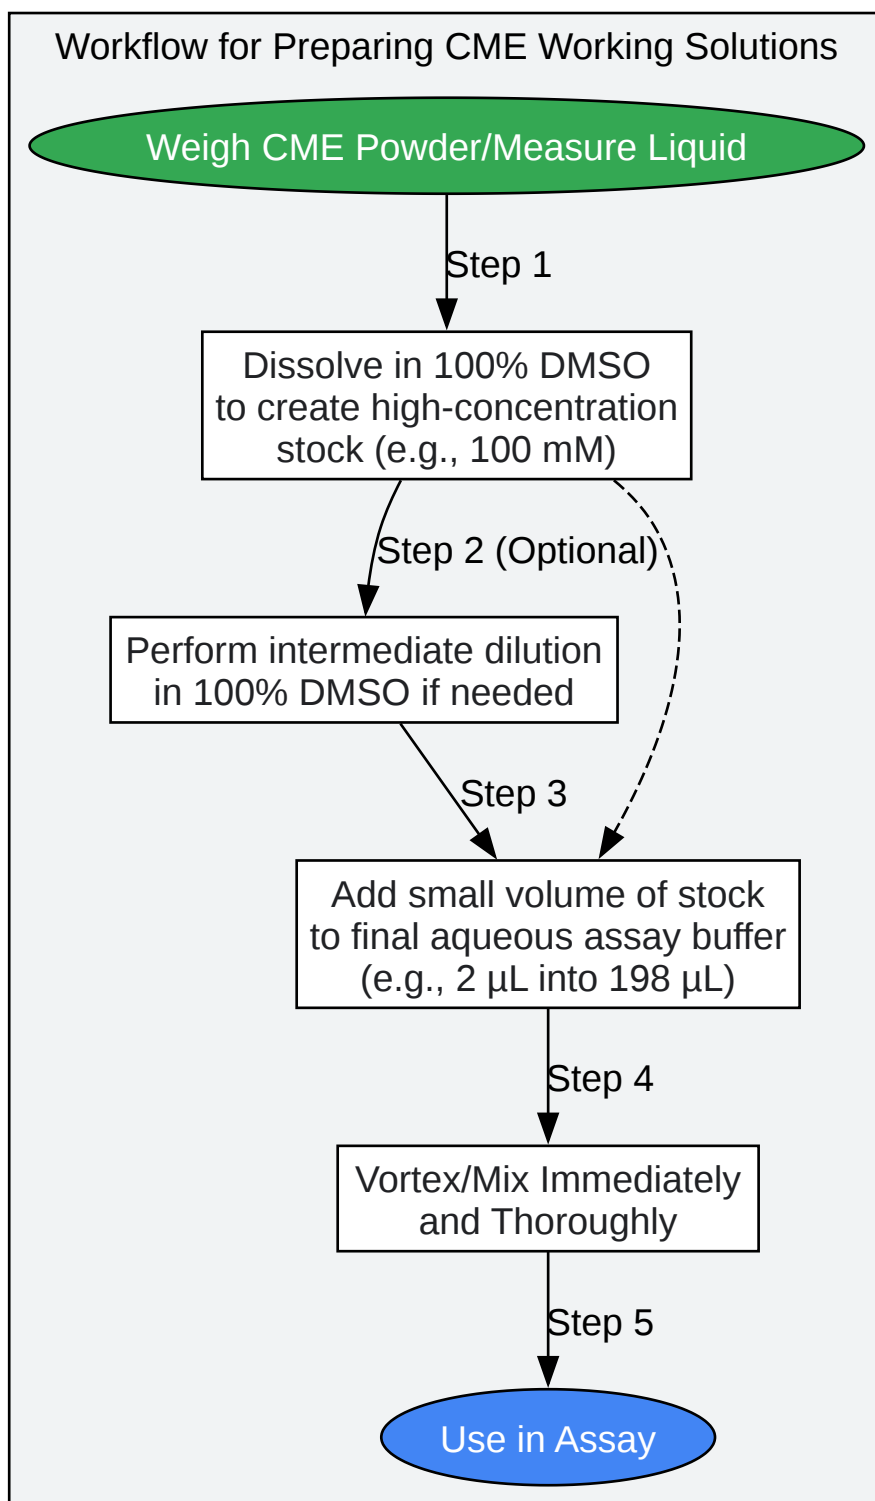 Workflow for Preparing CME Working Solutions
Weigh CME Powder/Measure Liquid
Step 1
Dissolve in 100% DMSO
to create high-concentration
stock (e.g., 100 mM)
Step 2 (Optional)
Perform intermediate dilution
in 100% DMSO if needed
Step 3
Add small volume of stock
to final aqueous assay buffer
(e.g., 2 µL into 198 µL)
Step 4
Vortex/Mix Immediately
and Thoroughly
Step 5
Use in Assay